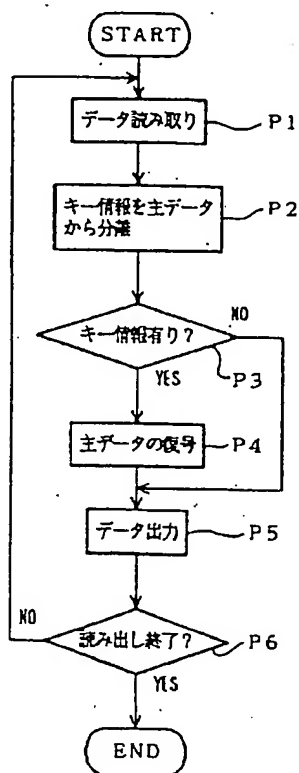 START
データ読み取り
P1
キー情報を主データ
から分離
P2
キー情報有り?
NO
P3
YES
主データの復号
P4
データ出力
P5
NO
読み出し終了?
P6
YES
END